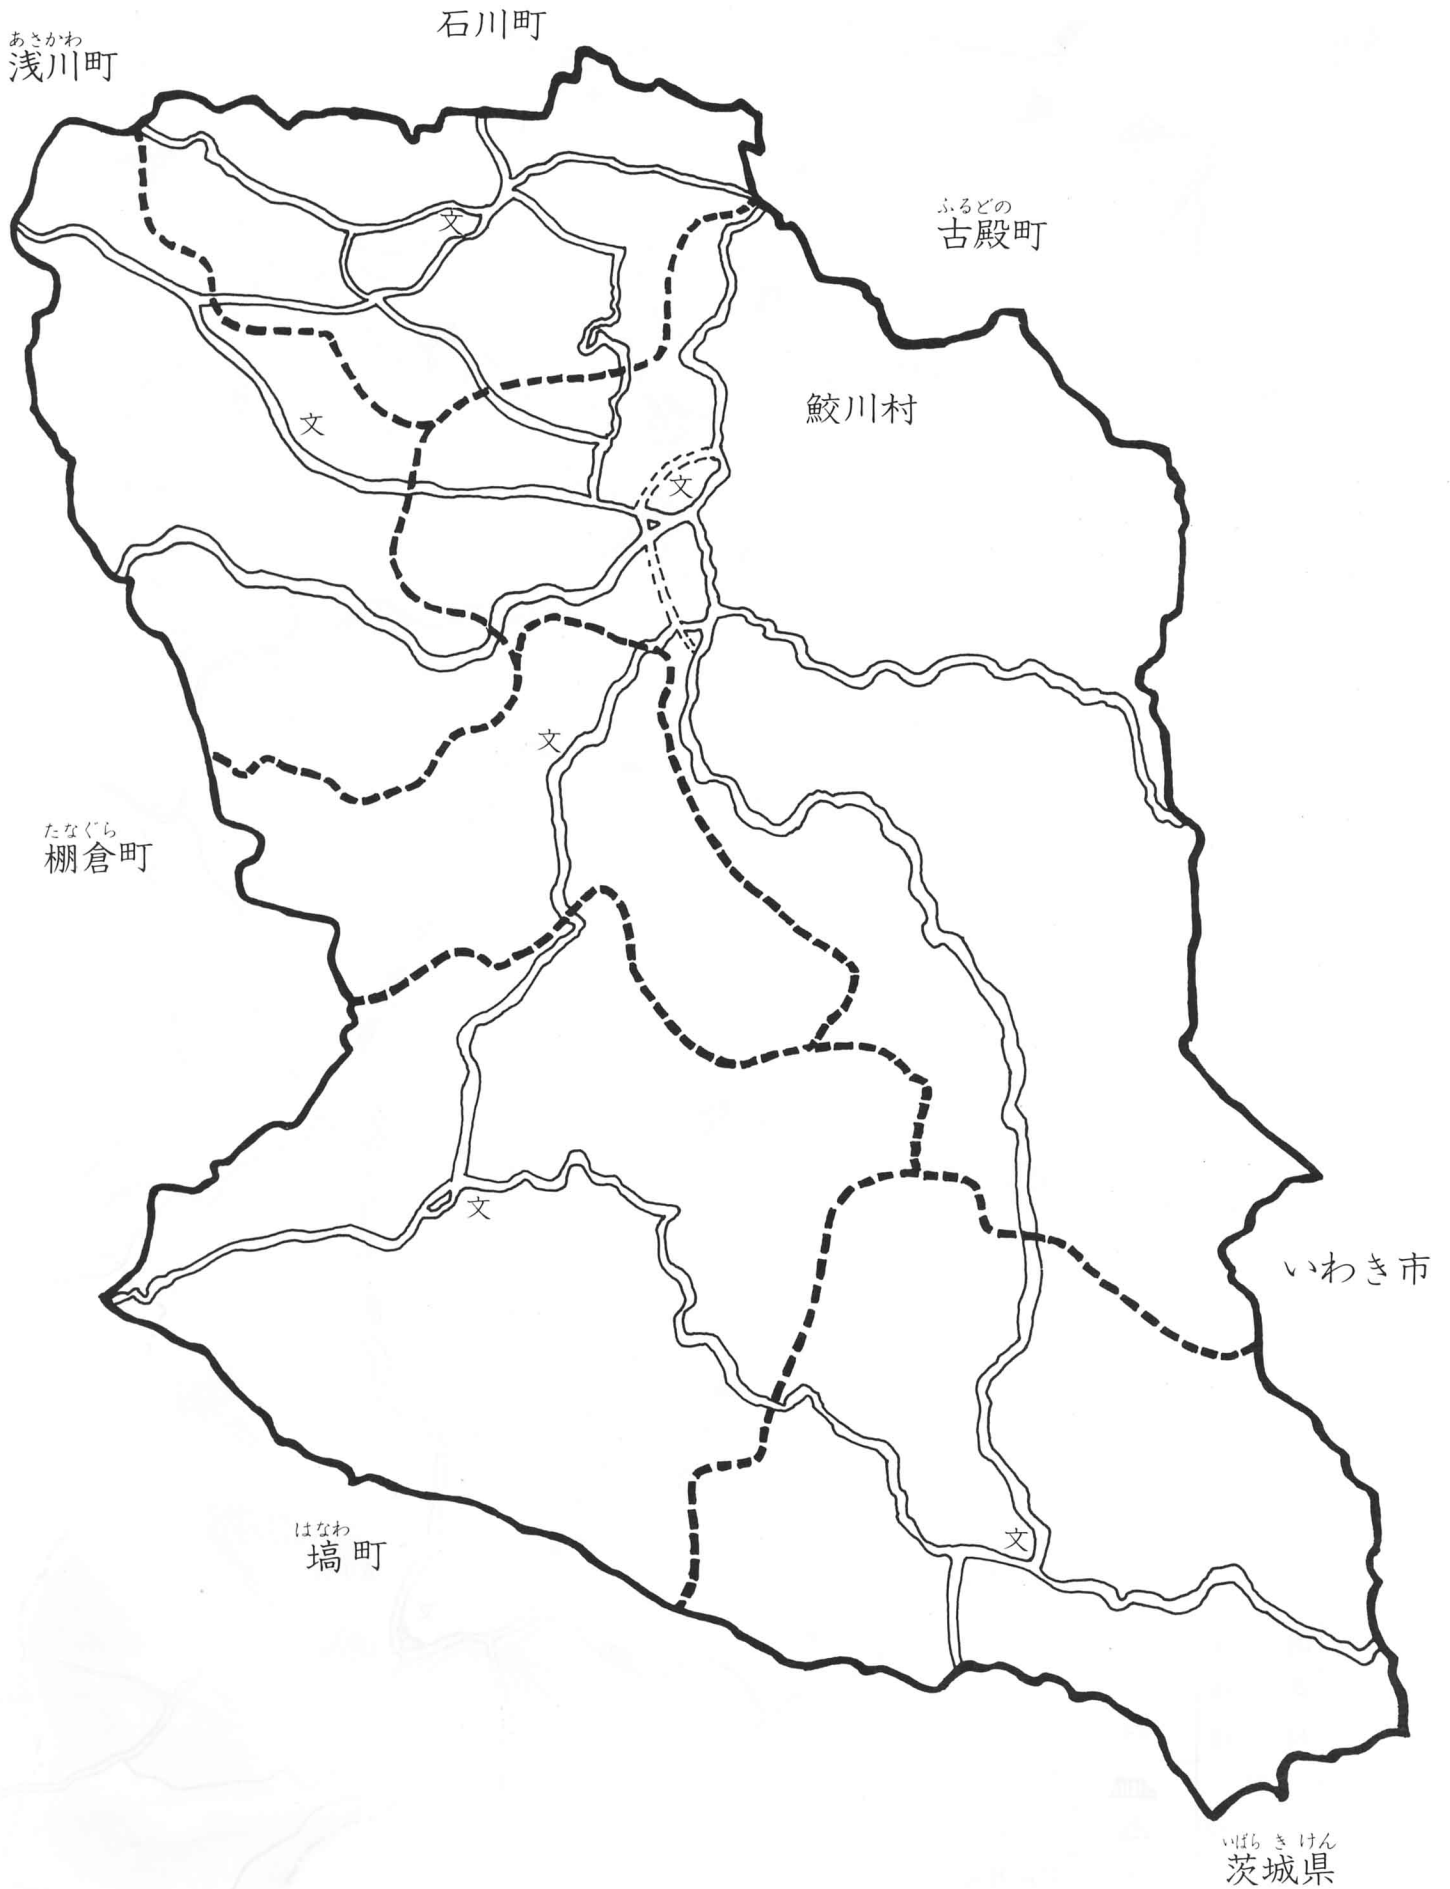 石川町
あさかわ
浅川町
文
ふるどの
古殿町
鮫川村
文
文
文
たなぐら
棚倉町
文
いわき市
はなわ
塙町
文
いばらきけん
茨城県